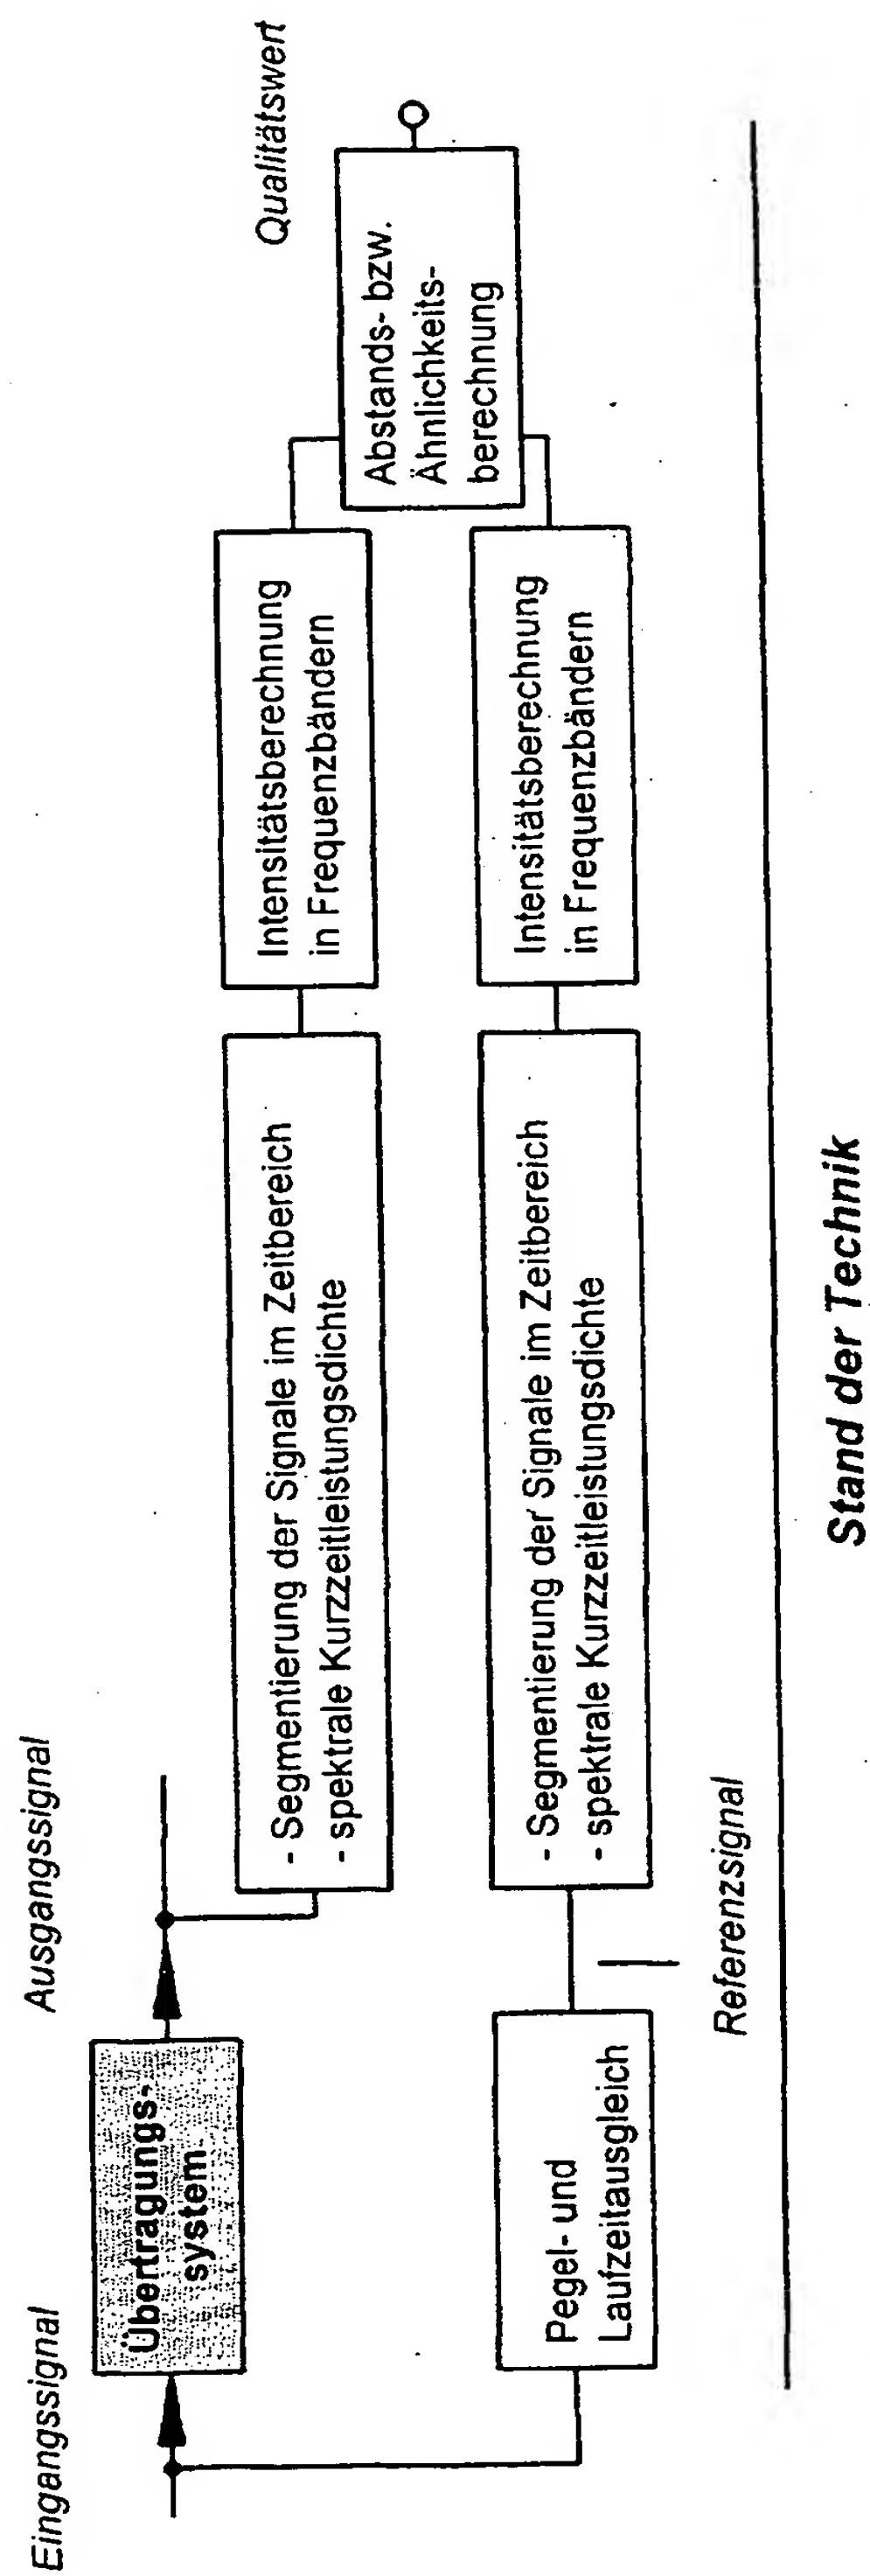 Eingangssignal
Ausgangssignal
Qualitätswert
Übertragungs-
system
- Segmentierung der Signale im Zeitbereich
- spektrale Kurzzeitleistungsdichte
Intensitätsberechnung
in Frequenzbändern
Abstands- bzw.
Ähnlichkeits-
berechnung
Pegel- und
Laufzeitausgleich
- Segmentierung der Signale im Zeitbereich
- spektrale Kurzzeitleistungsdichte
Intensitätsberechnung
in Frequenzbändern
Referenzsignal
Stand der Technik